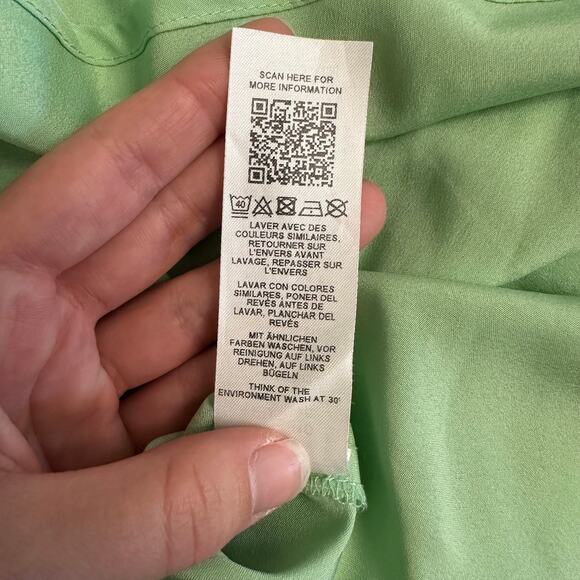 SCAN HERE FOR
MORE INFORMATION
40
LAVER AVEC DES
COULEURS SIMILAIRES,
RETOURNER SUR
L'ENVERS AVANT
LAVAGE, REPASSER SUR
L'ENVERS
LAVAR CON COLORES
SIMILARES, PONER DEL
REVÉS ANTES DE
LAVAR, PLANCHAR DEL
REVÉS
MIT ÄHNLICHEN
FARBEN WASCHEN, VOR
REINIGUNG AUF LINKS
DREHEN, AUF LINKS
BÜGELN
THINK OF THE
ENVIRONMENT WASH AT 30°